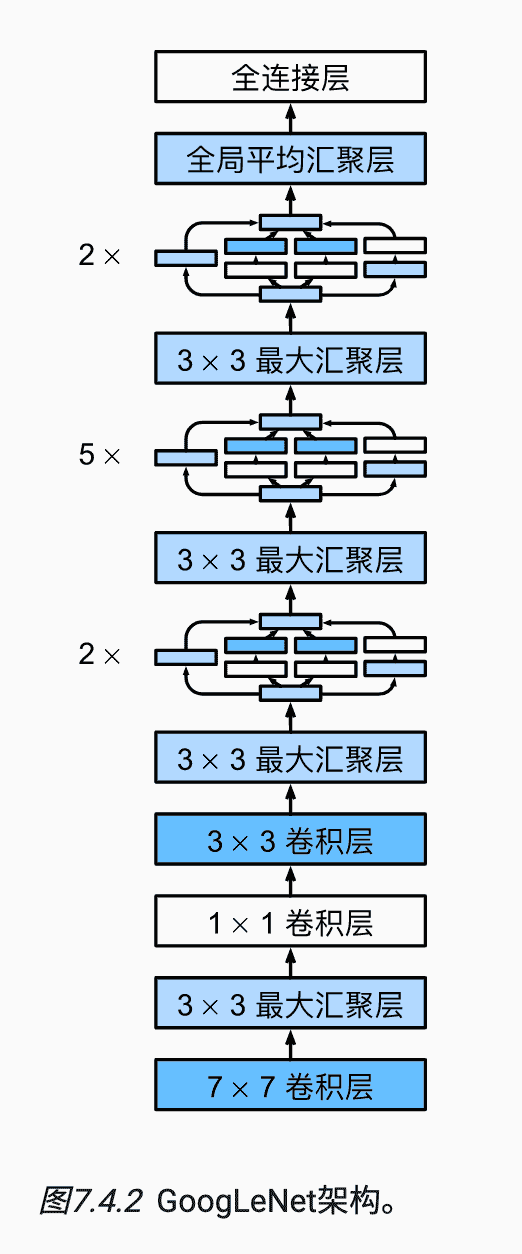 全连接层
全局平均汇聚层
2 ×
3 × 3 最大汇聚层
5 ×
3 × 3 最大汇聚层
2 ×
3 × 3 最大汇聚层
3 × 3 卷积层
1 × 1 卷积层
3 × 3 最大汇聚层
7 × 7 卷积层
图7.4.2 GoogLeNet架构。